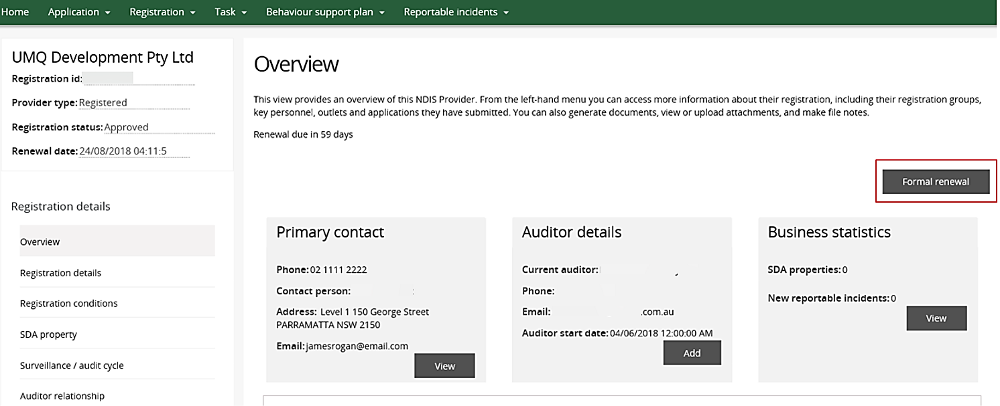 Home Application Registration Task Behaviour support plan Reportable incidents
UMQ Development Pty Ltd
Registration id:
Provider type: Registered
Registration status: Approved
Renewal date: 24/08/2018 04:11:5
Registration details
Overview
Registration details
Registration conditions
SDA property
Surveillance / audit cycle
Auditor relationship
Overview
This view provides an overview of this NDIS Provider. From the left-hand menu you can access more information about their registration, including their registration groups,
key personnel, outlets and applications they have submitted. You can also generate documents, view or upload attachments, and make file notes.
Renewal due in 59 days
Formal renewal
Primary contact
Phone: 02 1111 2222
Contact person:
Address: Level 1 150 George Street
PARRAMATTA NSW 2150
Email: jamesrogan@email.com
View
Auditor details
Current auditor:
Phone:
Email: .com.au
Auditor start date: 04/06/2018 12:00:00 AM
Add
Business statistics
SDA properties: 0
New reportable incidents: 0
View